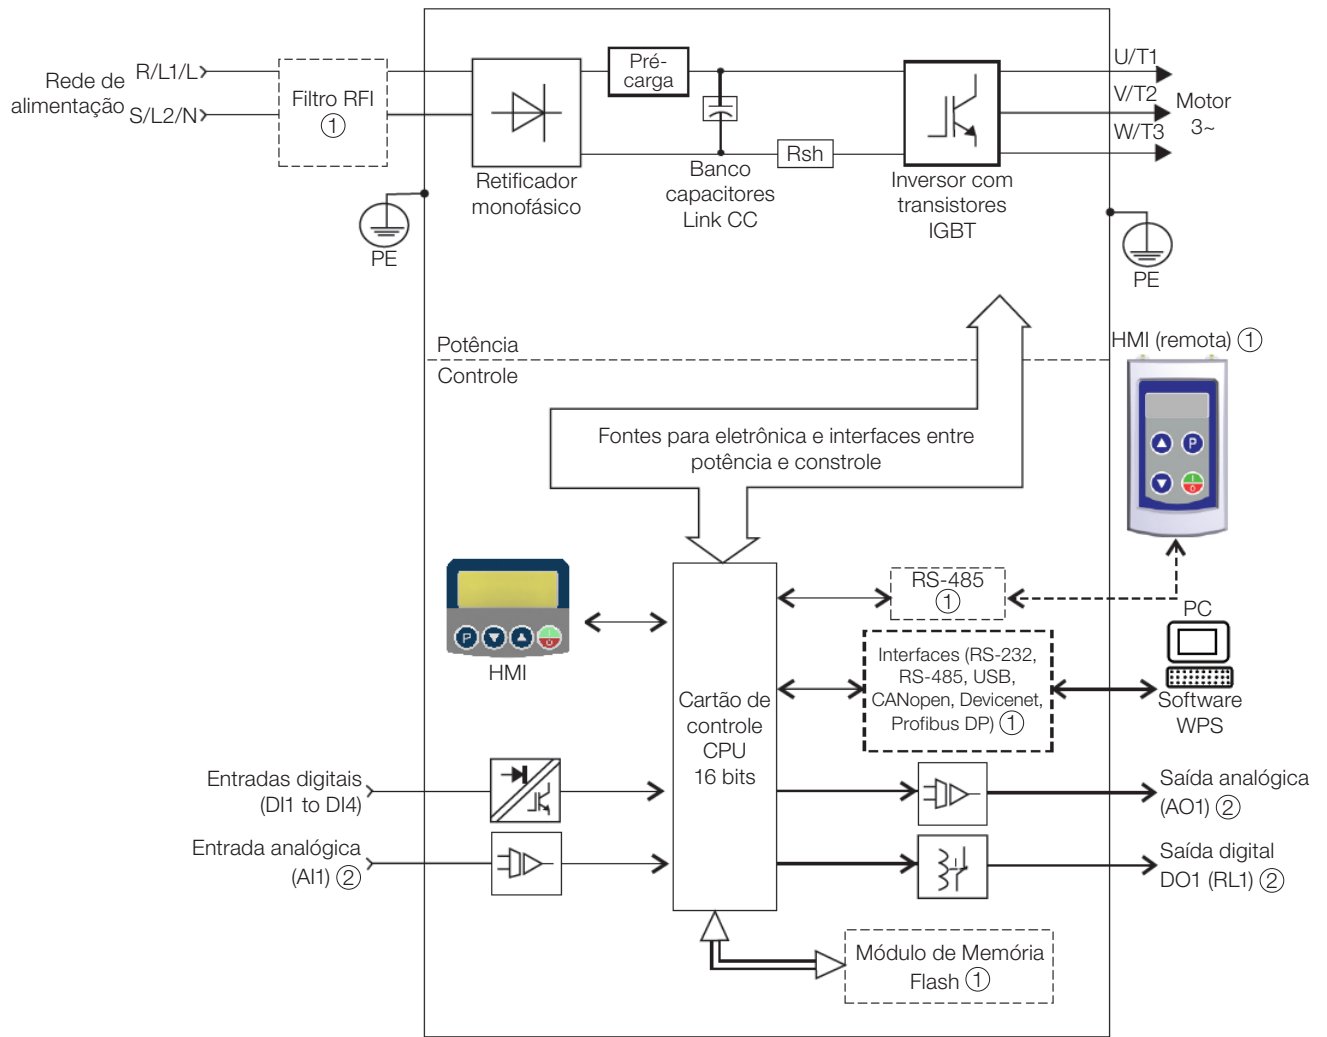 Rede de
alimentação
R/L1/L
S/L2/N
Filtro RFI
①
Retificador
monofásico
Pré-
carga
Banco
capacitores
Link CC
Rsh
Inversor com
transistores
IGBT
U/T1
V/T2
W/T3
Motor
3~
PE
PE
Potência
Controle
HMI (remota) ①
P
Fontes para eletrônica e interfaces entre
potência e constrole
P
HMI
RS-485
①
PC
Interfaces (RS-232,
RS-485, USB,
CANopen, Devicenet,
Profibus DP) ①
Software
WPS
Cartão de
controle
CPU
16 bits
Entradas digitais
(DI1 to DI4)
Saída analógica
(AO1) ②
Entrada analógica
(AI1) ②
Saída digital
DO1 (RL1) ②
Módulo de Memória
Flash ①